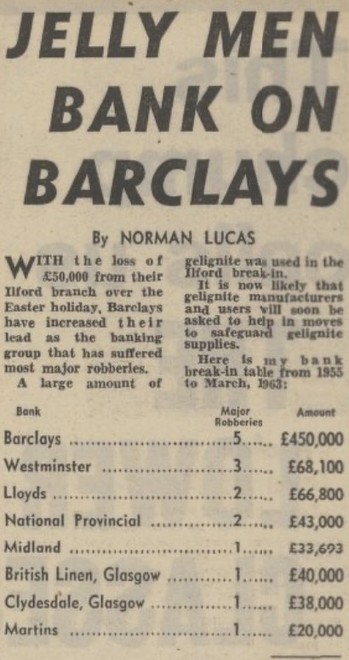 JELLY MEN
BANK ON
BARCLAYS
By NORMAN LUCAS
WITH the loss of
£50,000 from their
Ilford branch over the
Easter holiday, Barclays
have increased their
lead as the banking
group that has suffered
most major robberies.
A large amount of
gelignite was used in the
Ilford break-in.
It is now likely that
gelignite manufacturers
and users will soon be
asked to help in moves
to safeguard gelignite
supplies.
Here is my bank
break-in table from 1955
to March, 1963:
Bank Major Robberies Amount
Barclays 5 £450,000
Westminster 3 £68,100
Lloyds 2 £66,800
National Provincial 2 £43,000
Midland 1 £33,693
British Linen, Glasgow 1 £40,000
Clydesdale, Glasgow 1 £38,000
Martins 1 £20,000